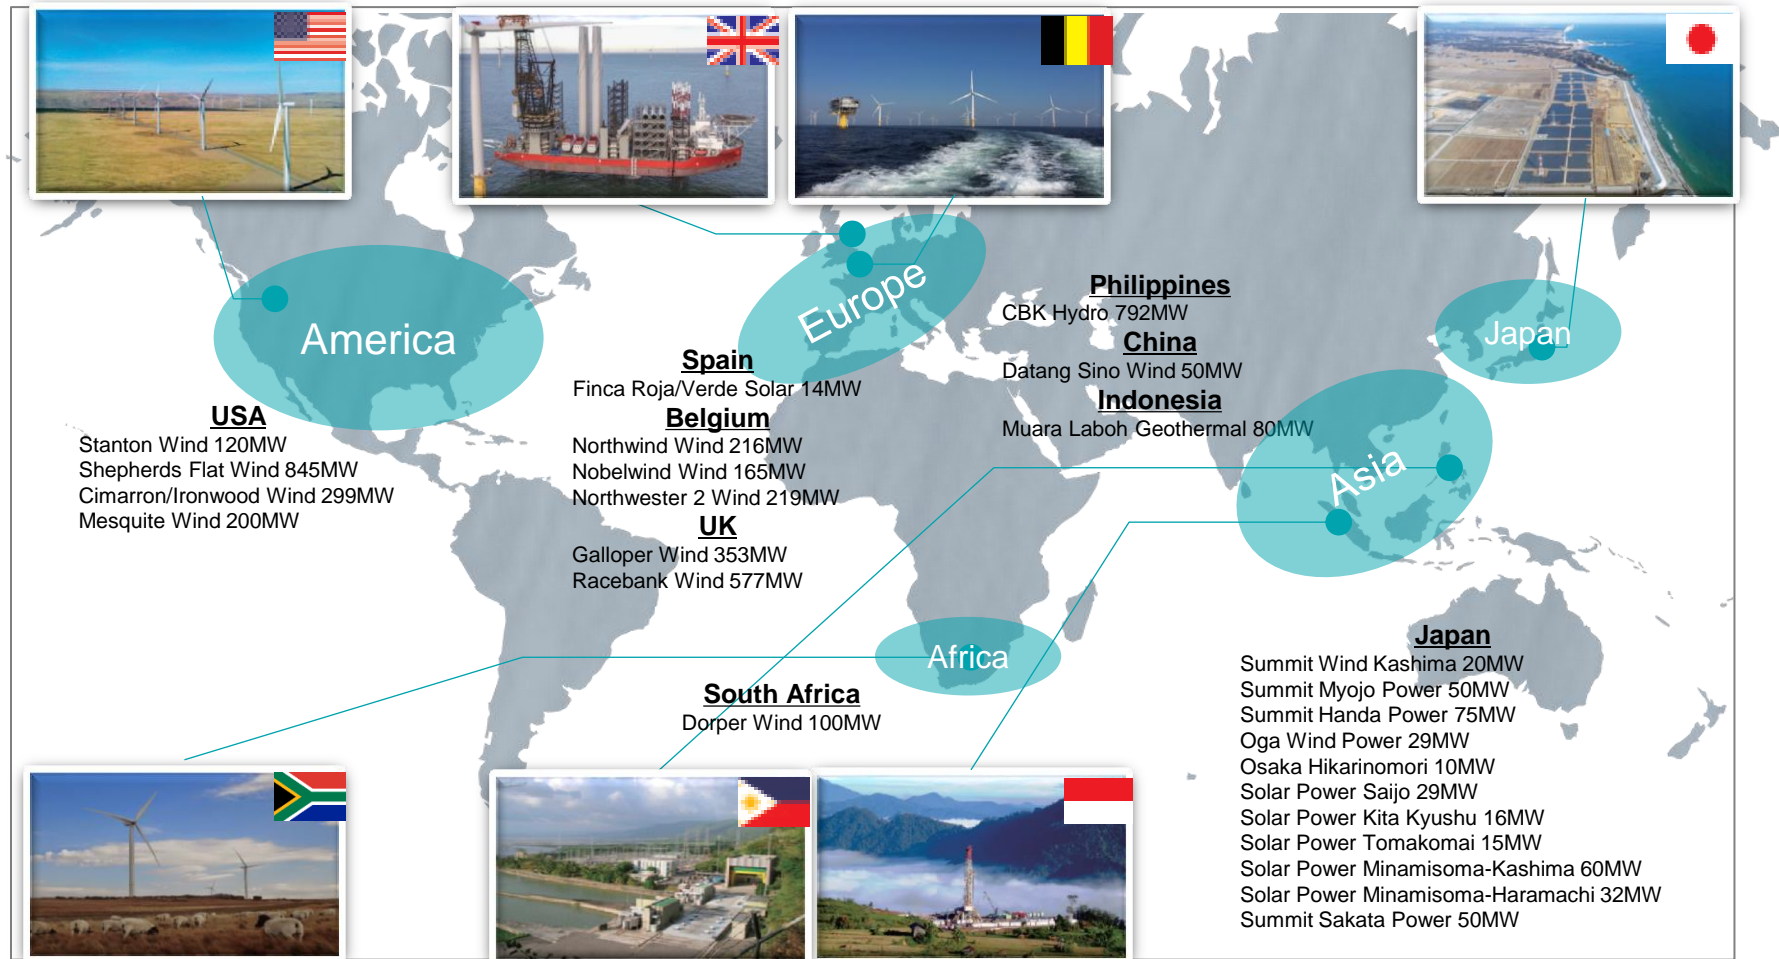 America
Europe
Japan
Asia
Africa
USA
Stanton Wind 120MW
Shepherds Flat Wind 845MW
Cimarron/Ironwood Wind 299MW
Mesquite Wind 200MW
Spain
Finca Roja/Verde Solar 14MW
Belgium
Northwind Wind 216MW
Nobelwind Wind 165MW
Northwester 2 Wind 219MW
UK
Galloper Wind 353MW
Racebank Wind 577MW
Philippines
CBK Hydro 792MW
China
Datang Sino Wind 50MW
Indonesia
Muara Laboh Geothermal 80MW
South Africa
Dorper Wind 100MW
Japan
Summit Wind Kashima 20MW
Summit Myojo Power 50MW
Summit Handa Power 75MW
Oga Wind Power 29MW
Osaka Hikarinomori 10MW
Solar Power Saijo 29MW
Solar Power Kita Kyushu 16MW
Solar Power Tomakomai 15MW
Solar Power Minamisoma-Kashima 60MW
Solar Power Minamisoma-Haramachi 32MW
Summit Sakata Power 50MW